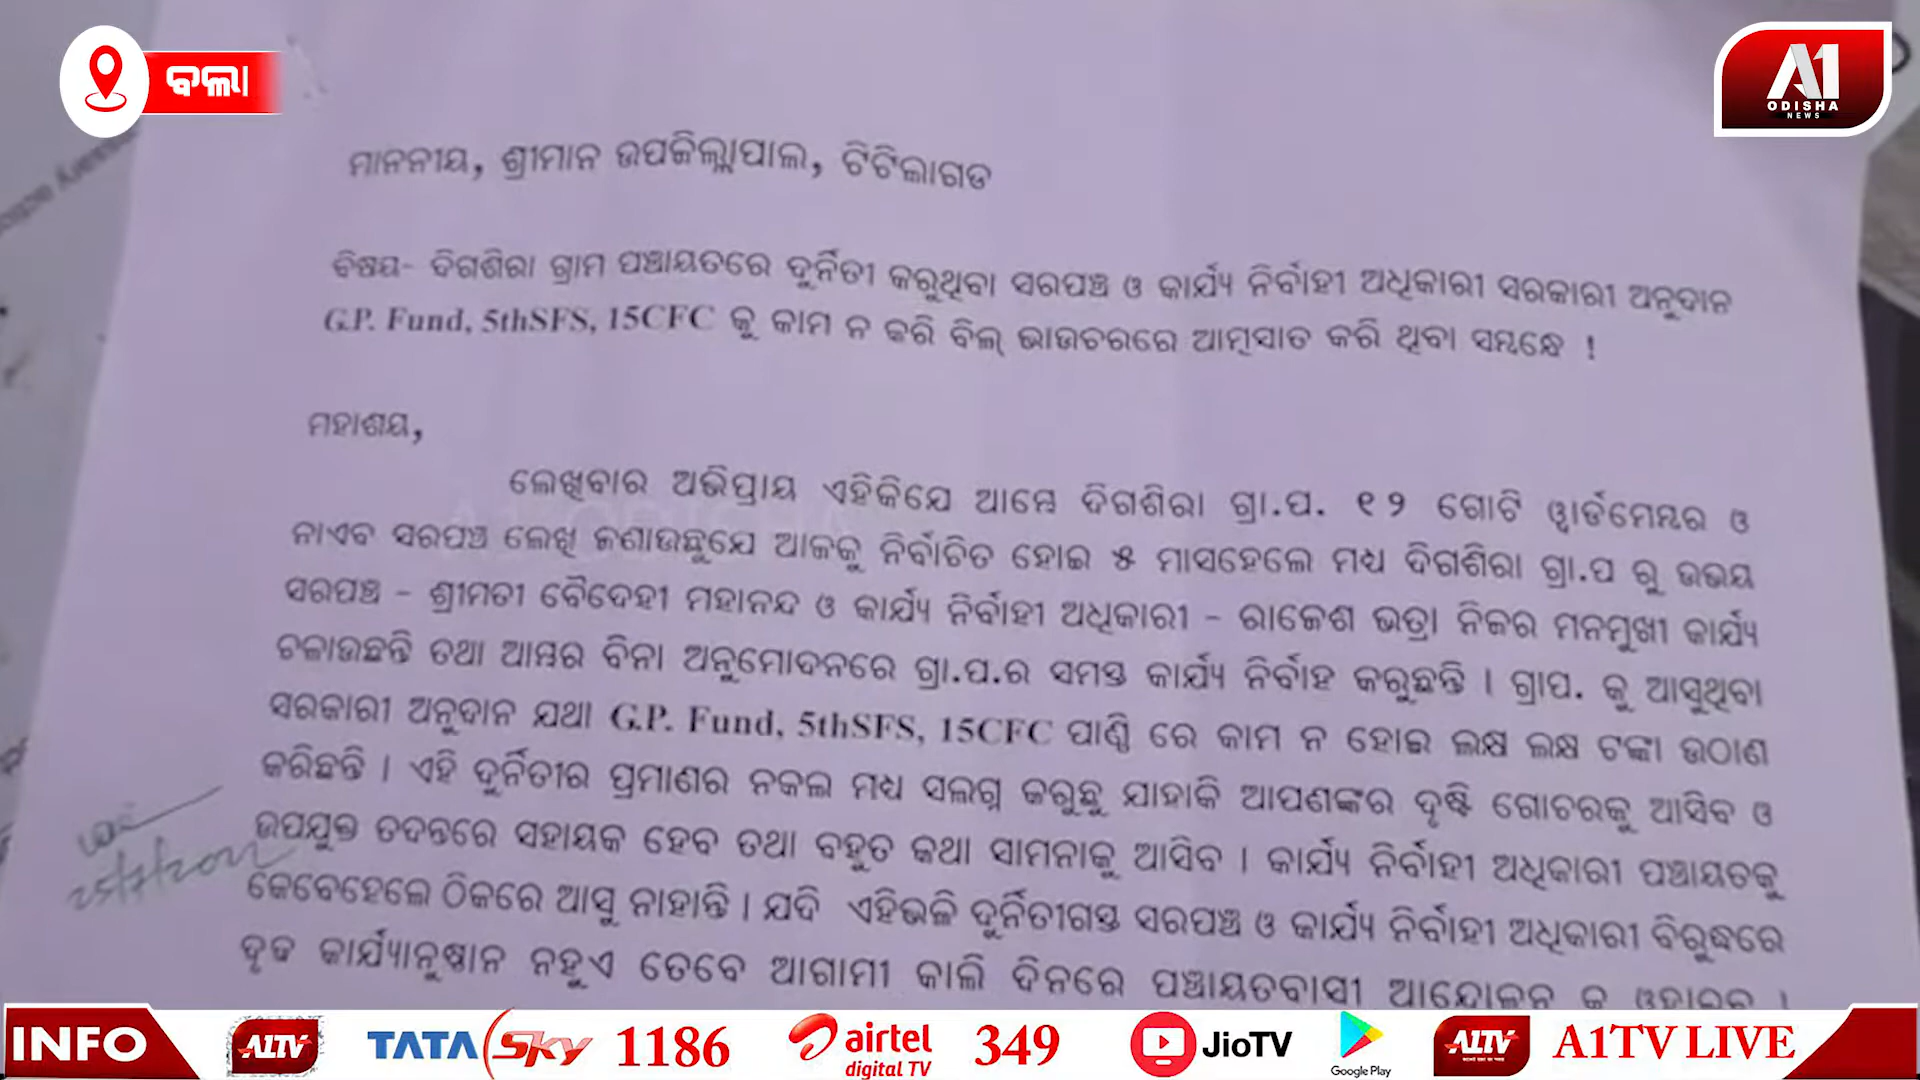 ବଲା
A1
ODISHA
NEWS
ମାନନୀୟ, ଶ୍ରୀମାନ ଉପଜିଲ୍ଲାପାଲ, ଟିଟିଲାଗଡ
ବିଷୟ- ଦିଗଶିରା ଗ୍ରାମ ପଞ୍ଚାୟତରେ ଦୁର୍ନିତୀ କରୁଥିବା ସରପଞ୍ଚ ଓ କାର୍ଯ୍ୟ ନିର୍ବାହୀ ଅଧିକାରୀ ସରକାରୀ ଅନୁଦାନ
G.P. Fund, 5thSFS, 15CFC କୁ କାମ ନ କରି ବିଲ୍ ଭାଉଚରରେ ଆତ୍ମସାତ କରି ଥିବା ସମ୍ବନ୍ଧେ !
ମହାଶୟ,
ଲେଖିବାର ଅଭିପ୍ରାୟ ଏହିକିଯେ ଆମ୍ଭେ ଦିଗଶିରା ଗ୍ରା.ପ. ୧୨ ଗୋଟି ୱାର୍ଡମେମ୍ବର ଓ
ନାଏବ ସରପଞ୍ଚ ଲେଖି ଜଣାଉଛୁଯେ ଆଜକୁ ନିର୍ବାଚିତ ହୋଇ ୫ ମାସହେଲେ ମଧ୍ୟ ଦିଗଶିରା ଗ୍ରା.ପ ରୁ ଉଭୟ
ସରପଞ୍ଚ - ଶ୍ରୀମତୀ ବୈଦେହୀ ମହାନନ୍ଦ ଓ କାର୍ଯ୍ୟ ନିର୍ବାହୀ ଅଧିକାରୀ - ରାକେଶ ଭତ୍ରା ନିଜର ମନମୁଖୀ କାର୍ଯ୍ୟ
ଚଳାଉଛନ୍ତି ତଥା ଆମ୍ଭର ବିନା ଅନୁମୋଦନରେ ଗ୍ରା.ପ.ର ସମସ୍ତ କାର୍ଯ୍ୟ ନିର୍ବାହ କରୁଛନ୍ତି । ଗ୍ରାପ. କୁ ଆସୁଥିବା
ସରକାରୀ ଅନୁଦାନ ଯଥା G.P. Fund, 5thSFS, 15CFC ପାଣ୍ଠି ରେ କାମ ନ ହୋଇ ଲକ୍ଷ ଲକ୍ଷ ଟଙ୍କା ଉଠାଣ
କରିଛନ୍ତି । ଏହି ଦୁର୍ନିତୀର ପ୍ରମାଣର ନକଲ ମଧ୍ୟ ସଲଗ୍ନ କରୁଛୁ ଯାହାକି ଆପଣଙ୍କର ଦୃଷ୍ଟି ଗୋଚରକୁ ଆସିବ ଓ
ଉପଯୁକ୍ତ ତଦନ୍ତରେ ସହାୟକ ହେବ ତଥା ବହୁତ କଥା ସାମନାକୁ ଆସିବ । କାର୍ଯ୍ୟ ନିର୍ବାହୀ ଅଧିକାରୀ ପଞ୍ଚାୟତକୁ
କେବେହେଲେ ଠିକରେ ଆସୁ ନାହାନ୍ତି । ଯଦି ଏହିଭଳି ଦୁର୍ନିତୀଗସ୍ତ ସରପଞ୍ଚ ଓ କାର୍ଯ୍ୟ ନିର୍ବାହୀ ଅଧିକାରୀ ବିରୁଦ୍ଧରେ
ଦୃଢ କାର୍ଯ୍ୟାନୁଷ୍ଠାନ ନହୁଏ ତେବେ ଆଗାମୀ କାଲି ଦିନରେ ପଞ୍ଚାୟତବାସୀ ଆନ୍ଦୋଳନ କୁ
INFO A1TV TATA Sky 1186 airtel digital TV 349 JioTV Google Play A1TV A1TV LIVE